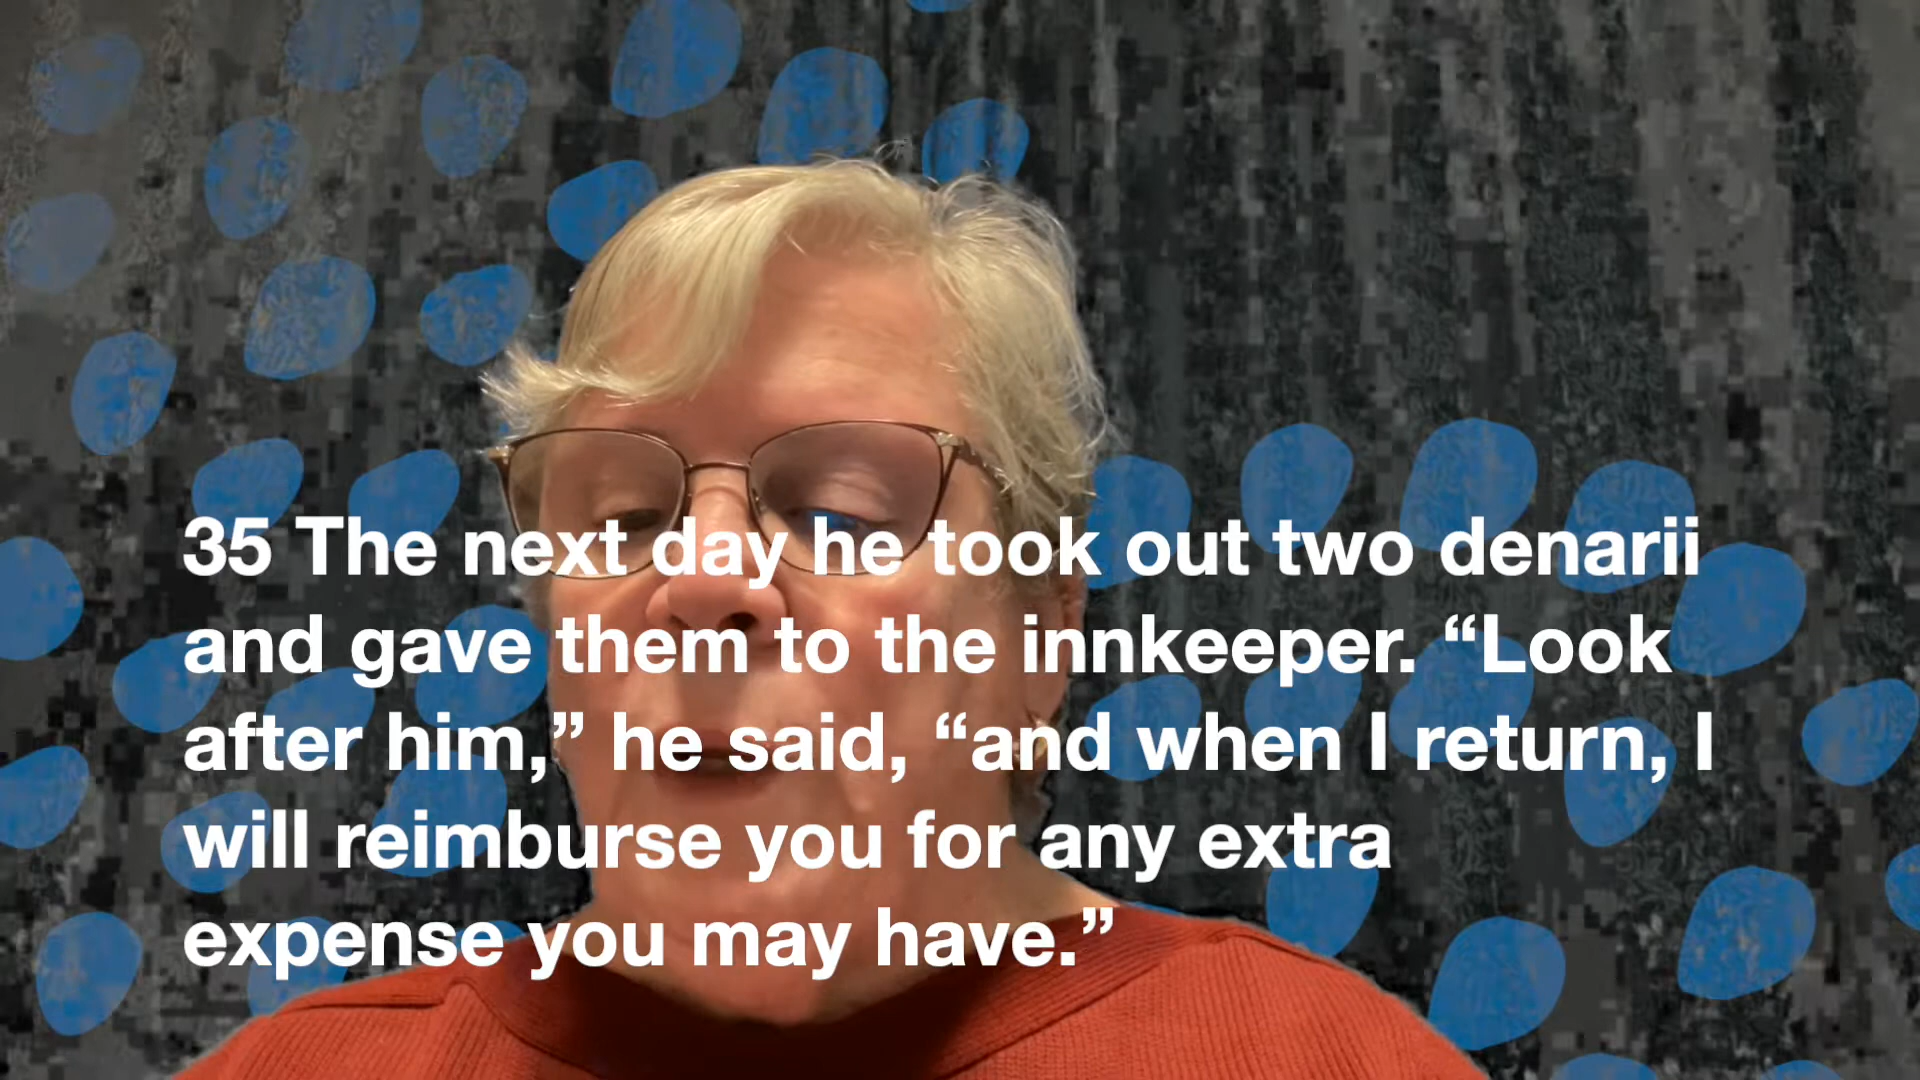 35 The next day he took out two denarii
and gave them to the innkeeper. “Look
after him,” he said, “and when I return, I
will reimburse you for any extra
expense you may have.”